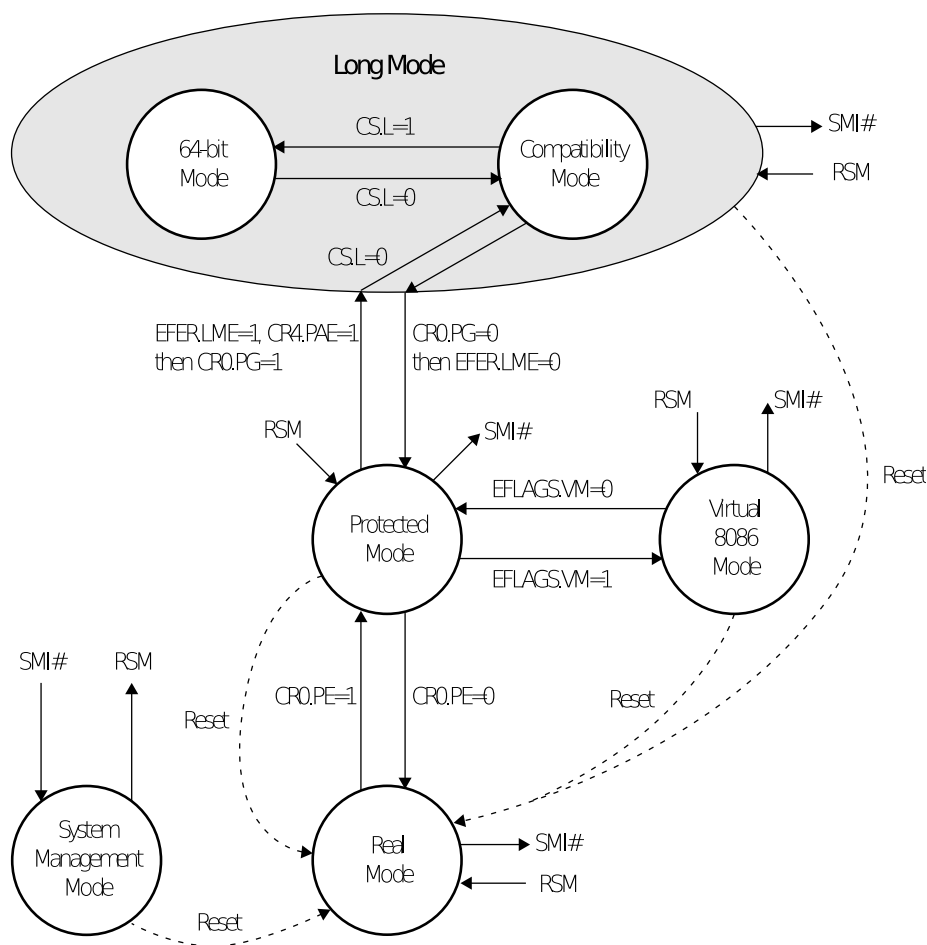 Long Mode
64-bit
Mode
CS.L=1
CS.L=0
Compatibility
Mode
SMI#
RSM
CS.L=0
EFER.LME=1, CR4.PAE=1
then CR0.PG=1
CR0.PG=0
then EFER.LME=0
RSM
SMI#
RSM
SMI#
Reset
Protected
Mode
EFLAGS.VM=0
EFLAGS.VM=1
Virtual
8086
Mode
SMI#
RSM
Reset
CR0.PE=1
CR0.PE=0
Reset
System
Management
Mode
Real
Mode
SMI#
RSM
Reset